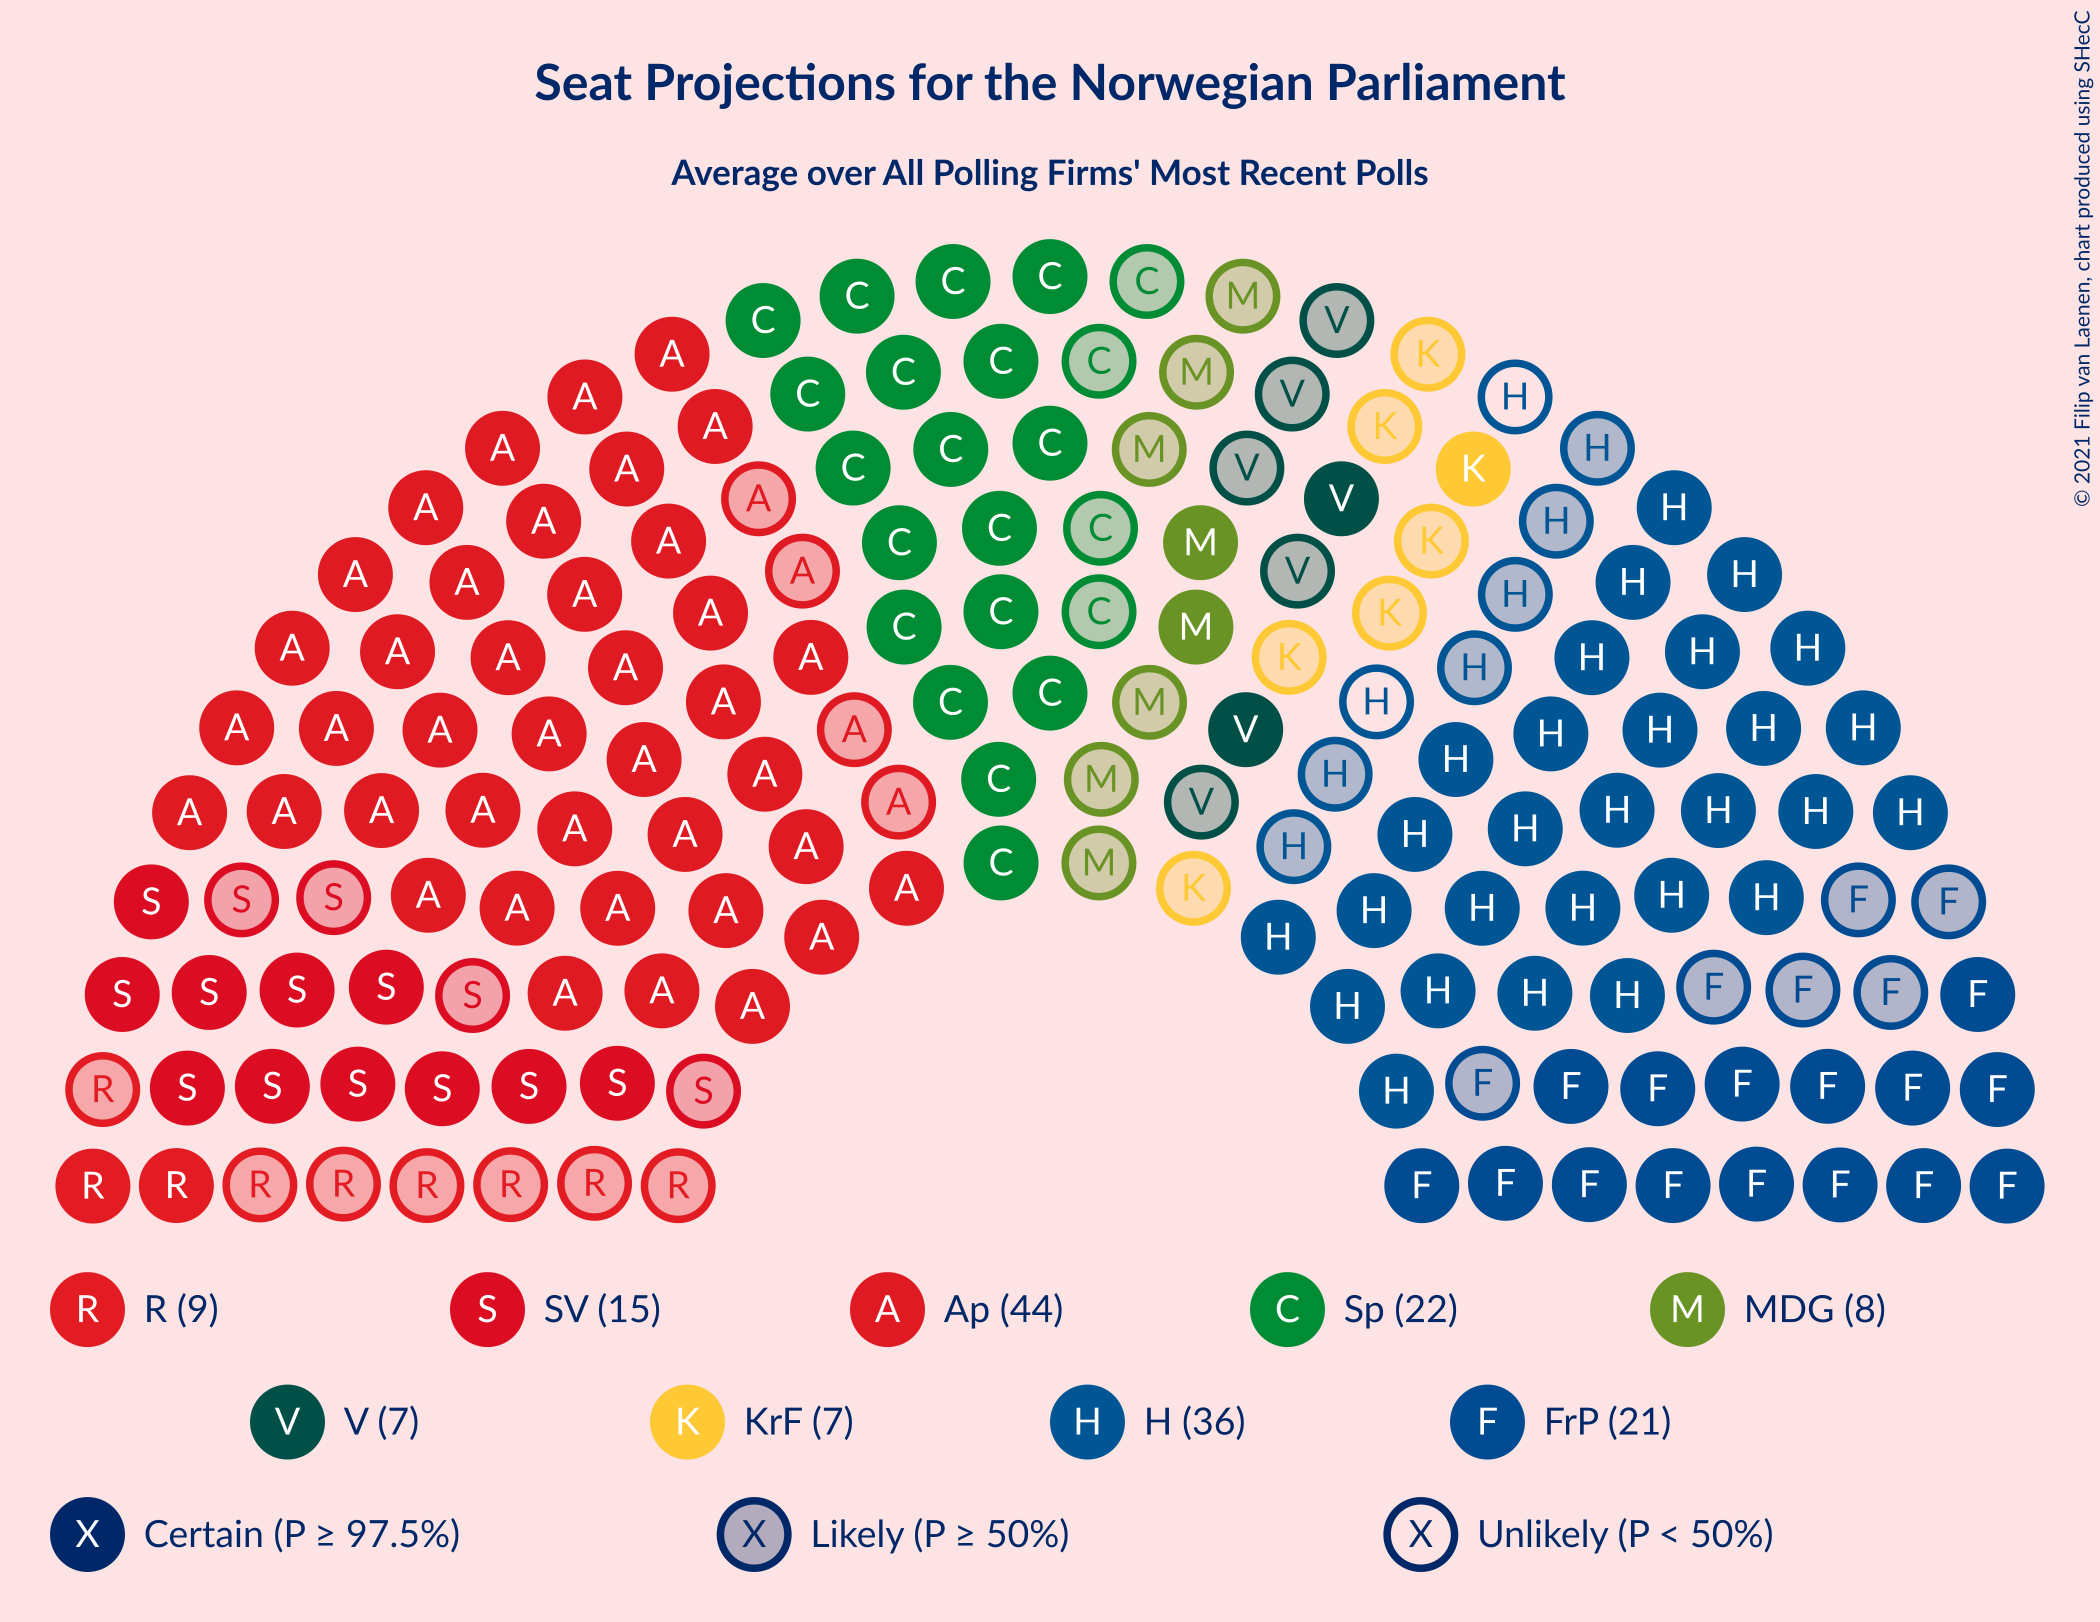 Seat Projections for the Norwegian Parliament
Average over All Polling Firms' Most Recent Polls
© 2021 Filip van Laenen, chart produced using SHecC
C C C C C M V K
A A C C C C M V K H H
A A A C C C M V V K K H H
A A A A A C C C M V K H H H
A A A A A A C C C M K K H H H H
A A A A A A A A C C M V H H H H H H
A A A A A A A A C M V H H H H H H H
A A A A A A A A C M K H H H H H H H
S S S A A A A A H H H H H H F F
S S S S S A A A H H H H F F F F
R S S S S S S S H F F F F F F F
R R R R R R R R F F F F F F F F
R R (9) S SV (15) A Ap (44) C Sp (22) M MDG (8)
V V (7) K KrF (7) H H (36) F FrP (21)
X Certain (P ≥ 97.5%) X Likely (P ≥ 50%) X Unlikely (P < 50%)